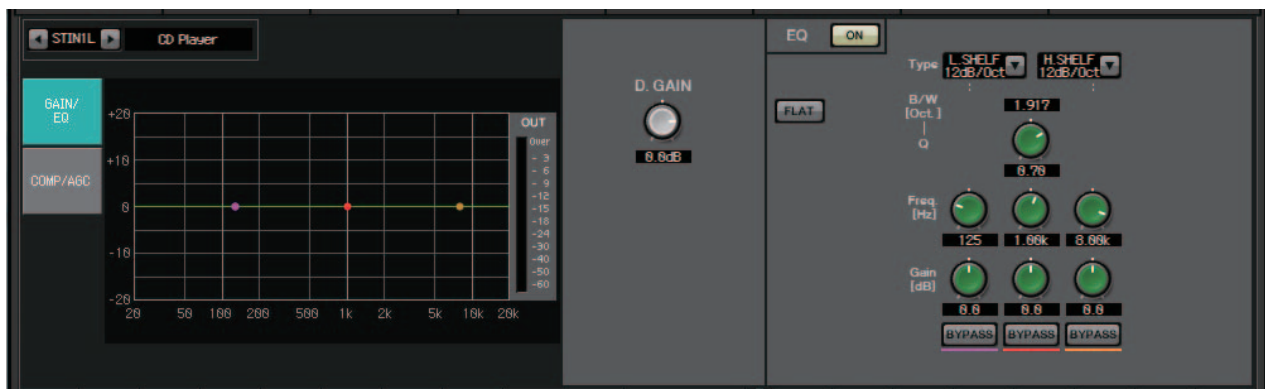 STIN1L
CD Player
GAIN/
EQ
COMP/AGC
+20
+10
0
-10
-20
20 50 100 200 500 1k 2k 5k 10k 20k
OUT
Over
- 3
- 6
- 9
-12
-15
-18
-24
-30
-40
-50
-60
D. GAIN
0.0dB
EQ
ON
FLAT
Type
L.SHELF
12dB/Oct
H.SHELF
12dB/Oct
B/W
[Oct.]
Q
1.917
0.70
Freq.
[Hz]
125 1.00k 8.00k
Gain
[dB]
0.0 0.0 0.0
BYPASS BYPASS BYPASS